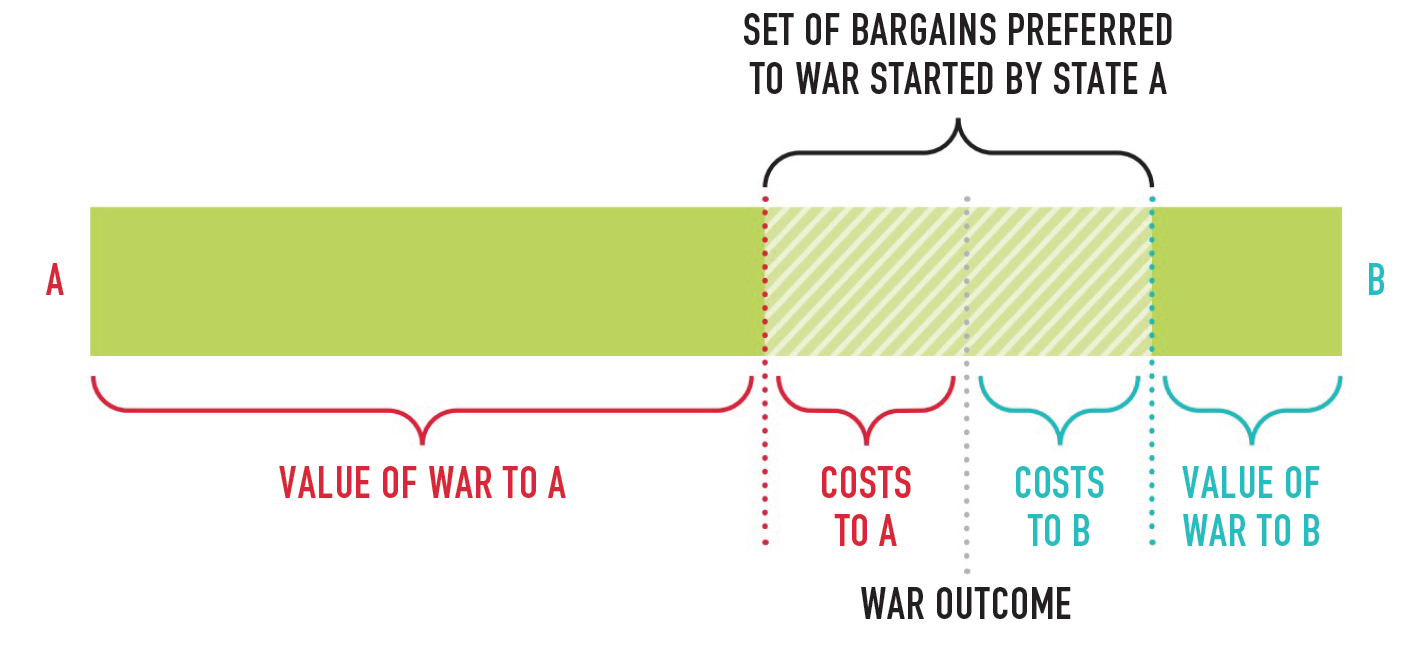 SET OF BARGAINS PREFERRED
TO WAR STARTED BY STATE A
A
B
VALUE OF WAR TO A
COSTS
TO A
COSTS
TO B
VALUE OF
WAR TO B
WAR OUTCOME